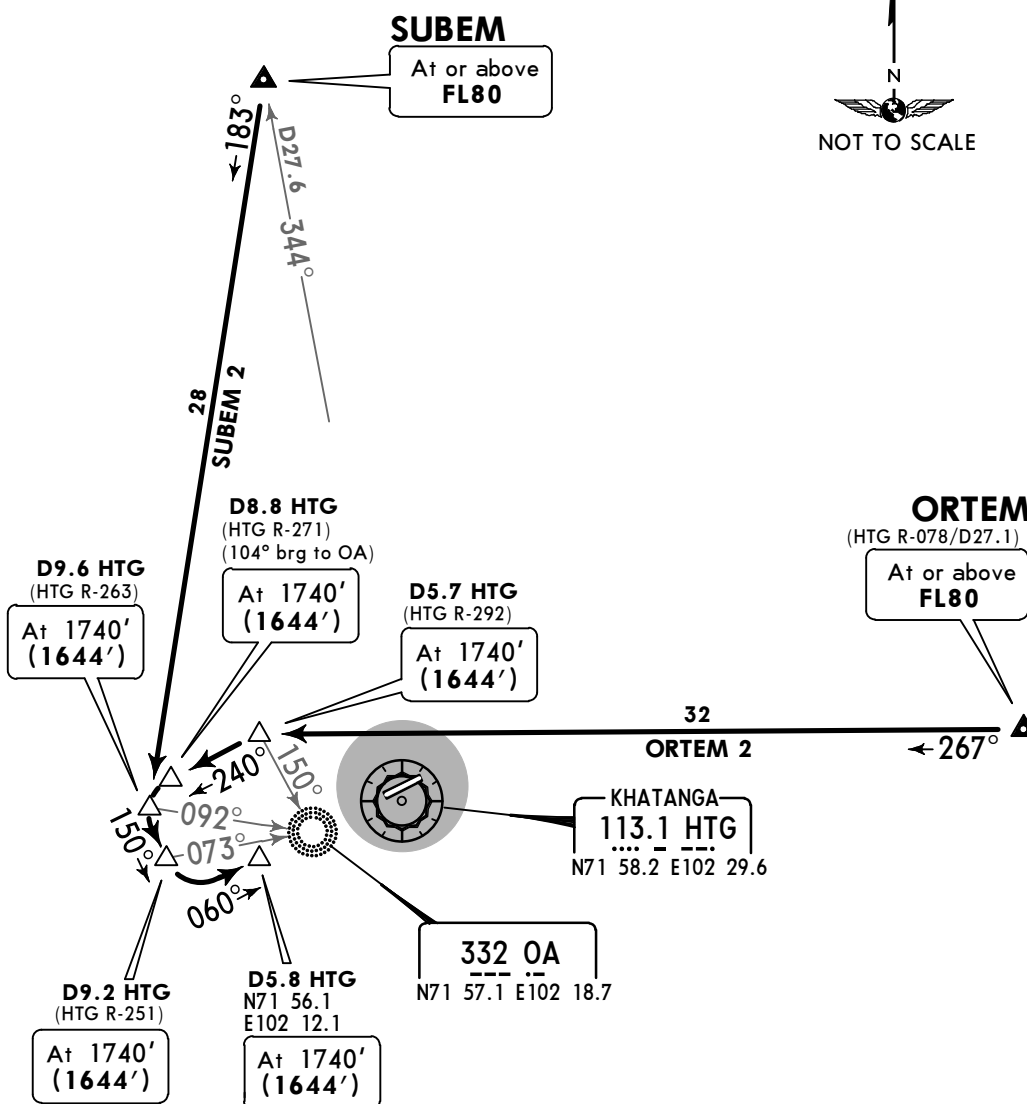 SUBEM
At or above
FL80
N
NOT TO SCALE
183°
D27.6
344°
28
SUBEM 2
D8.8 HTG
(HTG R-271)
(104° brg to OA)
At 1740'
(1644')
D9.6 HTG
(HTG R-263)
At 1740'
(1644')
D5.7 HTG
(HTG R-292)
At 1740'
(1644')
ORTEM
(HTG R-078/D27.1)
At or above
FL80
32
ORTEM 2
267°
240°
150°
092°
073°
150°
060°
KHATANGA
113.1 HTG
N71 58.2 E102 29.6
332 OA
N71 57.1 E102 18.7
D9.2 HTG
(HTG R-251)
At 1740'
(1644')
D5.8 HTG
N71 56.1
E102 12.1
At 1740'
(1644')